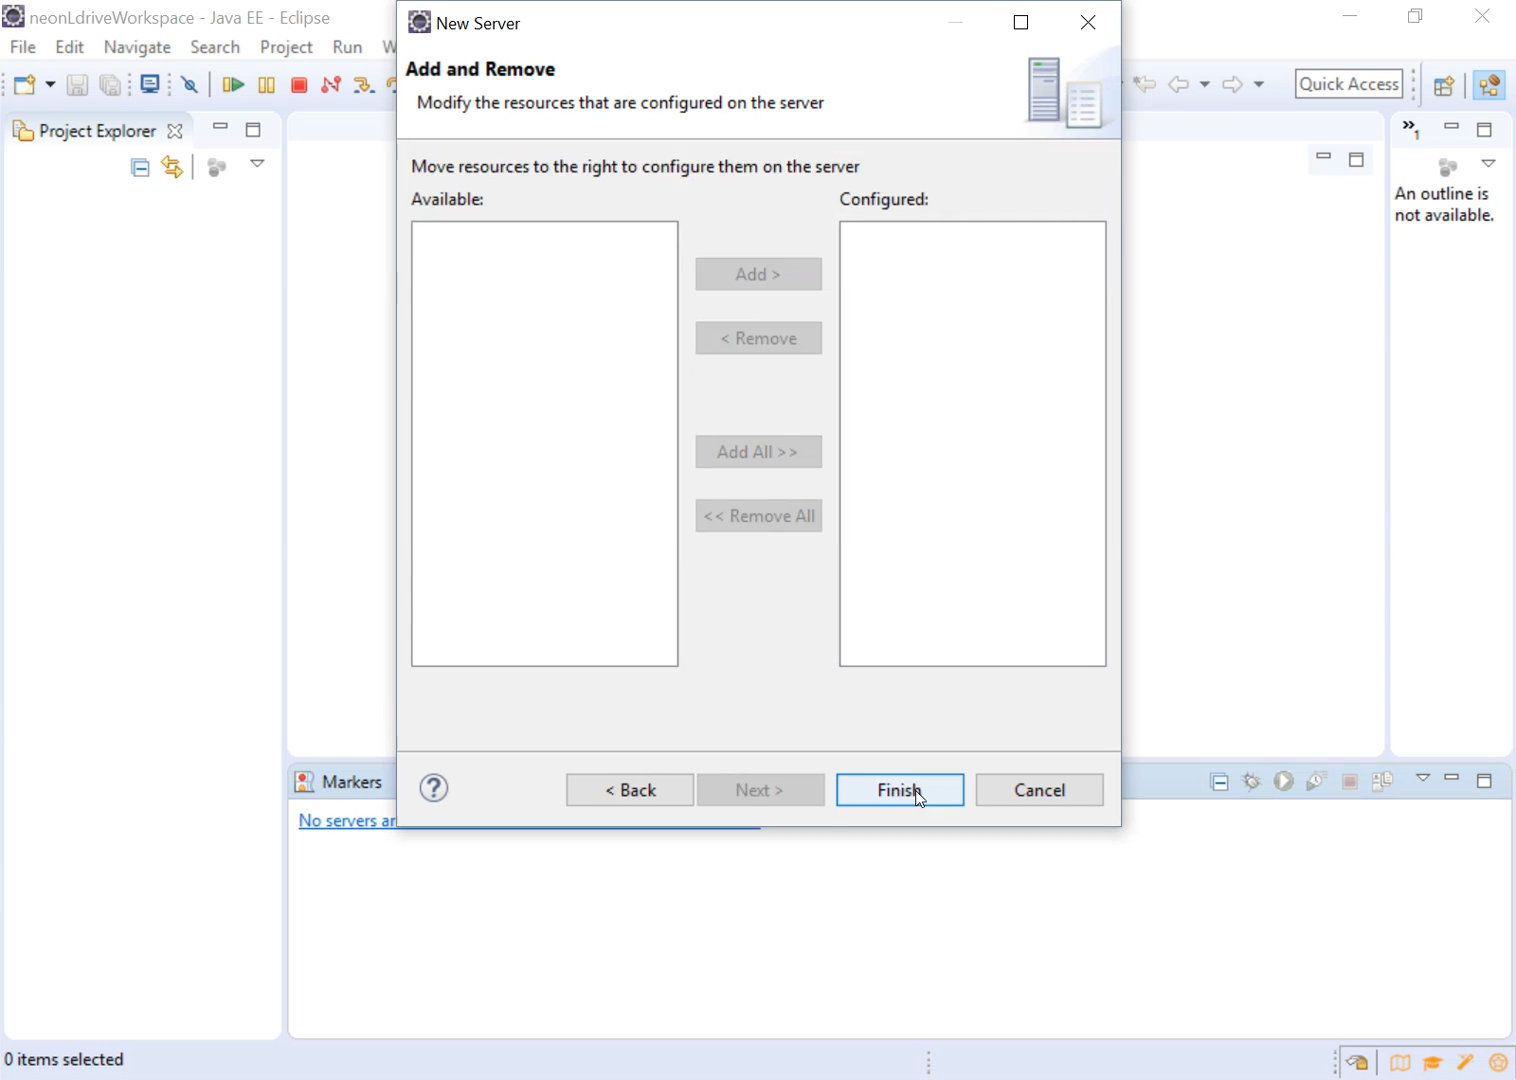 neonLdriveWorkspace - Java EE - Eclipse
New Server
File Edit Navigate Search Project Run
Add and Remove
Modify the resources that are configured on the server
Quick Access
Project Explorer
Move resources to the right to configure them on the server
Available:
Configured:
An outline is
not available.
Add >
< Remove
Add All >>
<< Remove All
Markers
< Back
Next >
Finish
Cancel
No servers
0 items selected